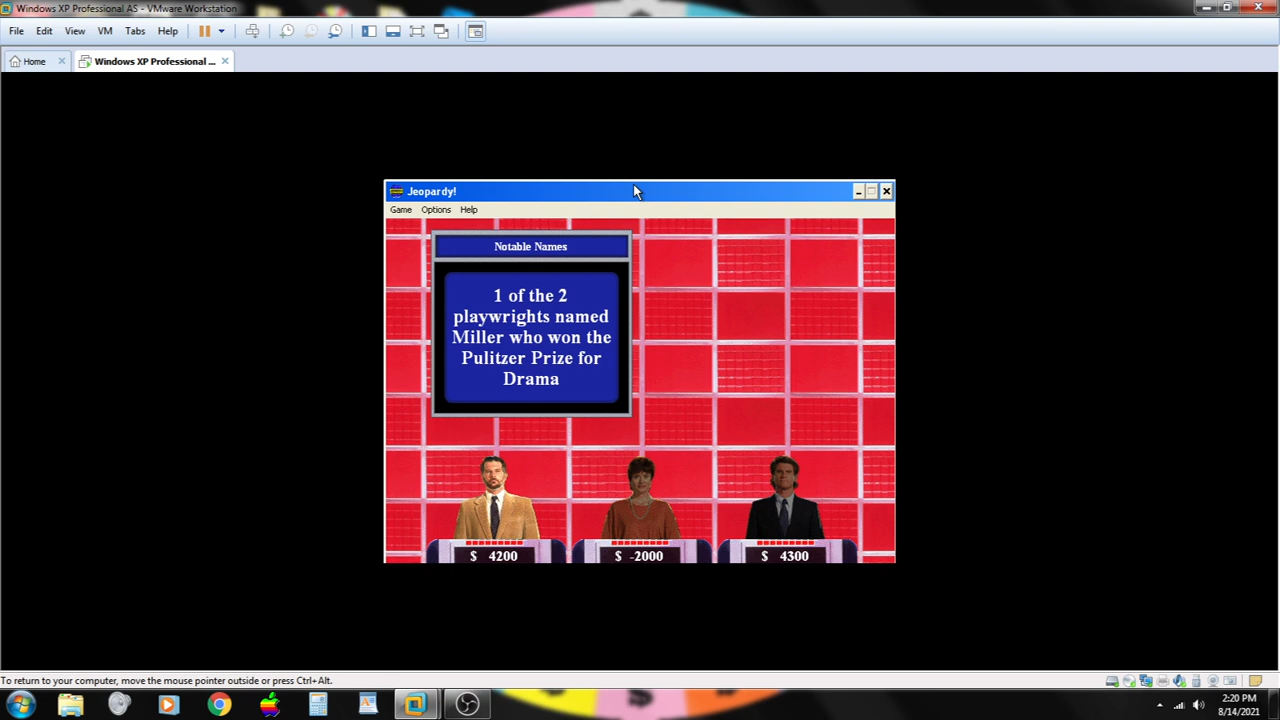 Windows XP Professional AS - VMware Workstation
File Edit View VM Tabs Help
Home
Windows XP Professional ...
Jeopardy!
Game Options Help
Notable Names
1 of the 2
playwrights named
Miller who won the
Pulitzer Prize for
Drama
$ 4200
$ -2000
$ 4300
To return to your computer, move the mouse pointer outside or press Ctrl+Alt.
2:20 PM
8/14/2021